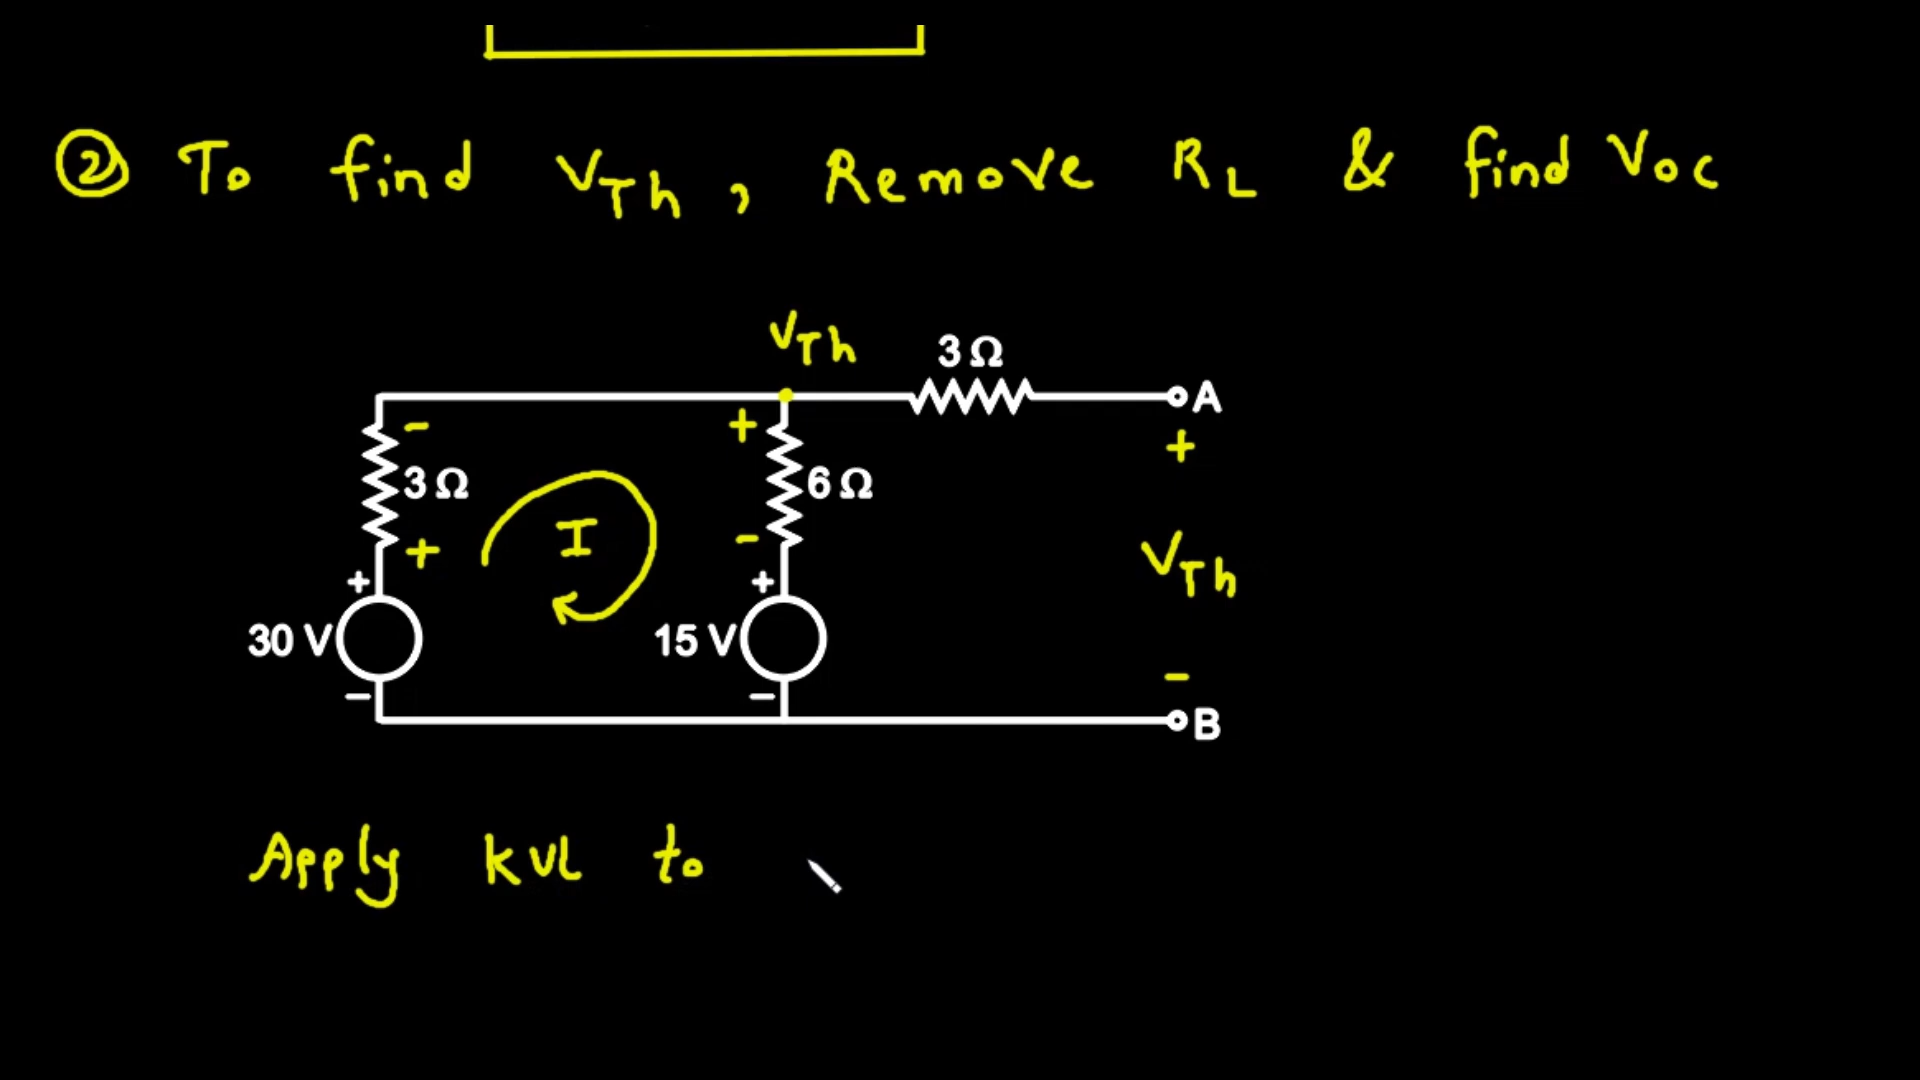 ② To find VTh, Remove RL & find Voc
VTh
3 Ω
A
+
- +
3 Ω 6 Ω
I
+ -
VTh
+ +
30 V 15 V
-
− −
B
Apply KVL to